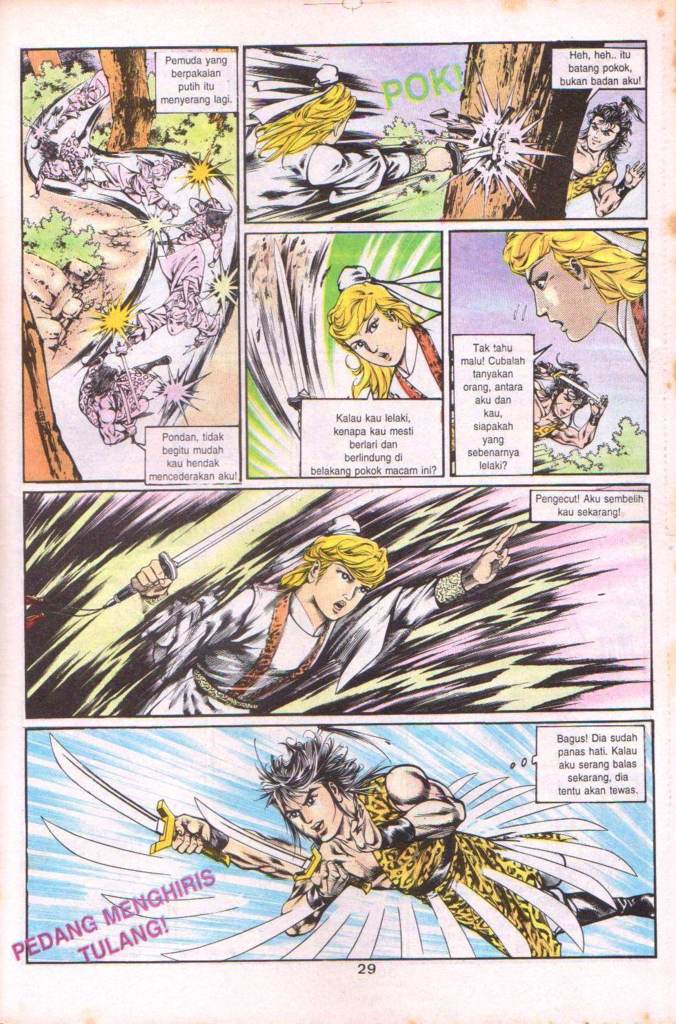 Pemuda yang
berpakaian
putih itu
menyerang lagi.
Pondan, tidak
begitu mudah
kau hendak
mencederakan aku!
POK!
Heh, heh.. itu
batang pokok,
bukan badan aku!
Kalau kau lelaki,
kenapa kau mesti
berlari dan
berlindung di
belakang pokok macam ini?
Tak tahu
malu! Cubalah
tanyakan
orang, antara
aku dan
kau,
siapakah
yang
sebenarnya
lelaki?
Pengecut! Aku sembelih
kau sekarang!
Bagus! Dia sudah
panas hati. Kalau
aku serang balas
sekarang, dia
tentu akan tewas.
PEDANG MENGHIRIS
TULANG!
29